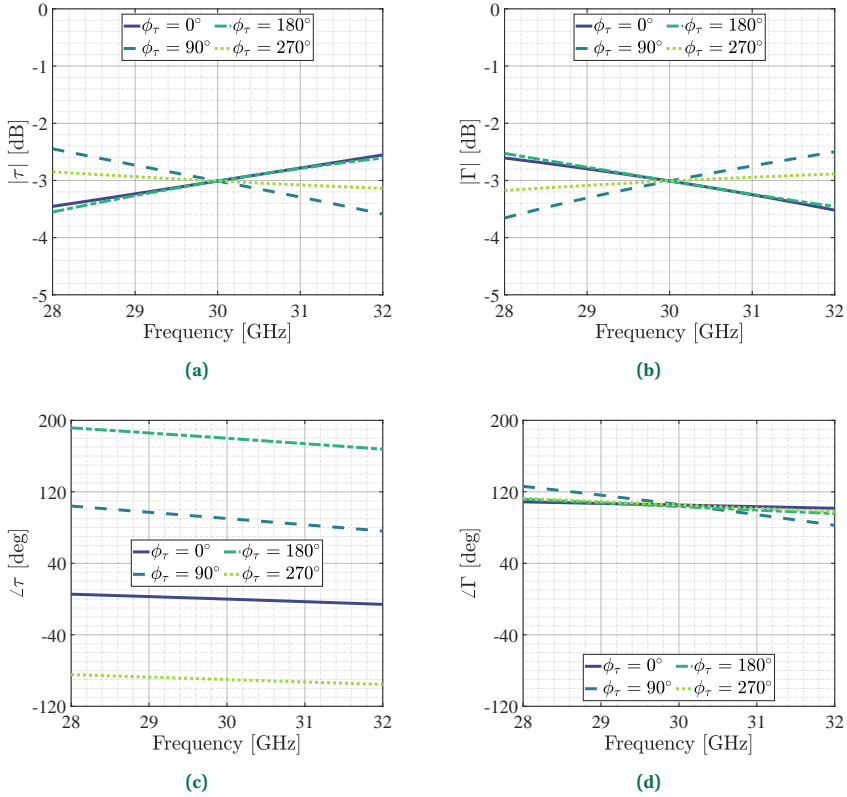 0
-1
-2
-3
-4
-5
|τ| [dB]
ϕτ = 0° ϕτ = 180°
ϕτ = 90° ϕτ = 270°
28 29 30 31 32
Frequency [GHz]
(a)
0
-1
-2
-3
-4
-5
|Γ| [dB]
ϕτ = 0° ϕτ = 180°
ϕτ = 90° ϕτ = 270°
28 29 30 31 32
Frequency [GHz]
(b)
200
120
40
-40
-120
∠τ [deg]
ϕτ = 0° ϕτ = 180°
ϕτ = 90° ϕτ = 270°
28 29 30 31 32
Frequency [GHz]
(c)
200
120
40
-40
-120
∠Γ [deg]
ϕτ = 0° ϕτ = 180°
ϕτ = 90° ϕτ = 270°
28 29 30 31 32
Frequency [GHz]
(d)